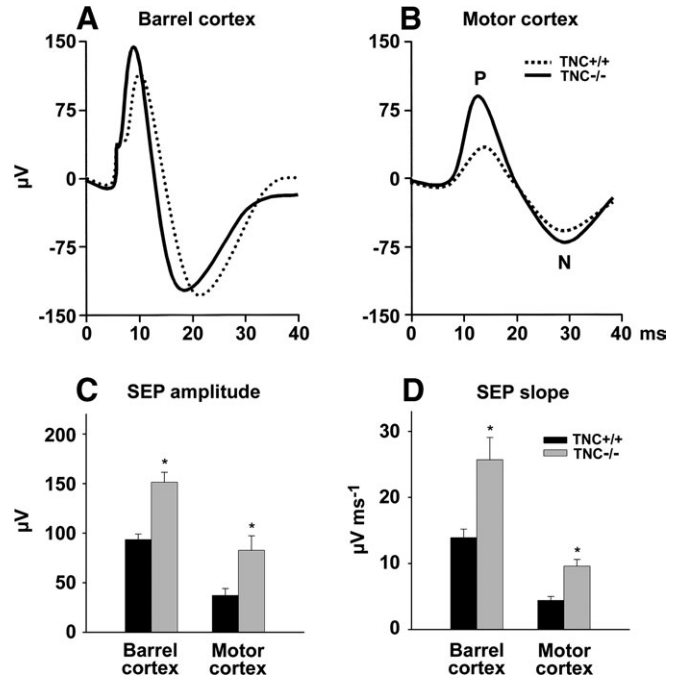 A
Barrel cortex
150
75
0
-75
-150
µV
0
10
20
30
40
B
Motor cortex
150
75
0
-75
-150
TNC+/+
TNC-/-
P
N
0
10
20
30
40
ms
C
SEP amplitude
200
150
100
50
0
µV
*
*
Barrel
cortex
Motor
cortex
D
SEP slope
30
20
10
0
µV ms⁻¹
TNC+/+
TNC-/-
*
*
Barrel
cortex
Motor
cortex